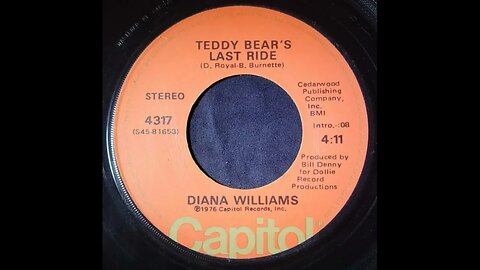 TEDDY BEAR'S
LAST RIDE
(D. Royal-B. Burnette)
STEREO
4317
(S45-81653)
Cedarwood
Publishing
Company,
Inc.
BMI
Intro.-:08
4:11
Produced by
Bill Denny
for Dollie
Record
Productions
DIANA WILLIAMS
℗1976 Capitol Records, Inc.
Capitol